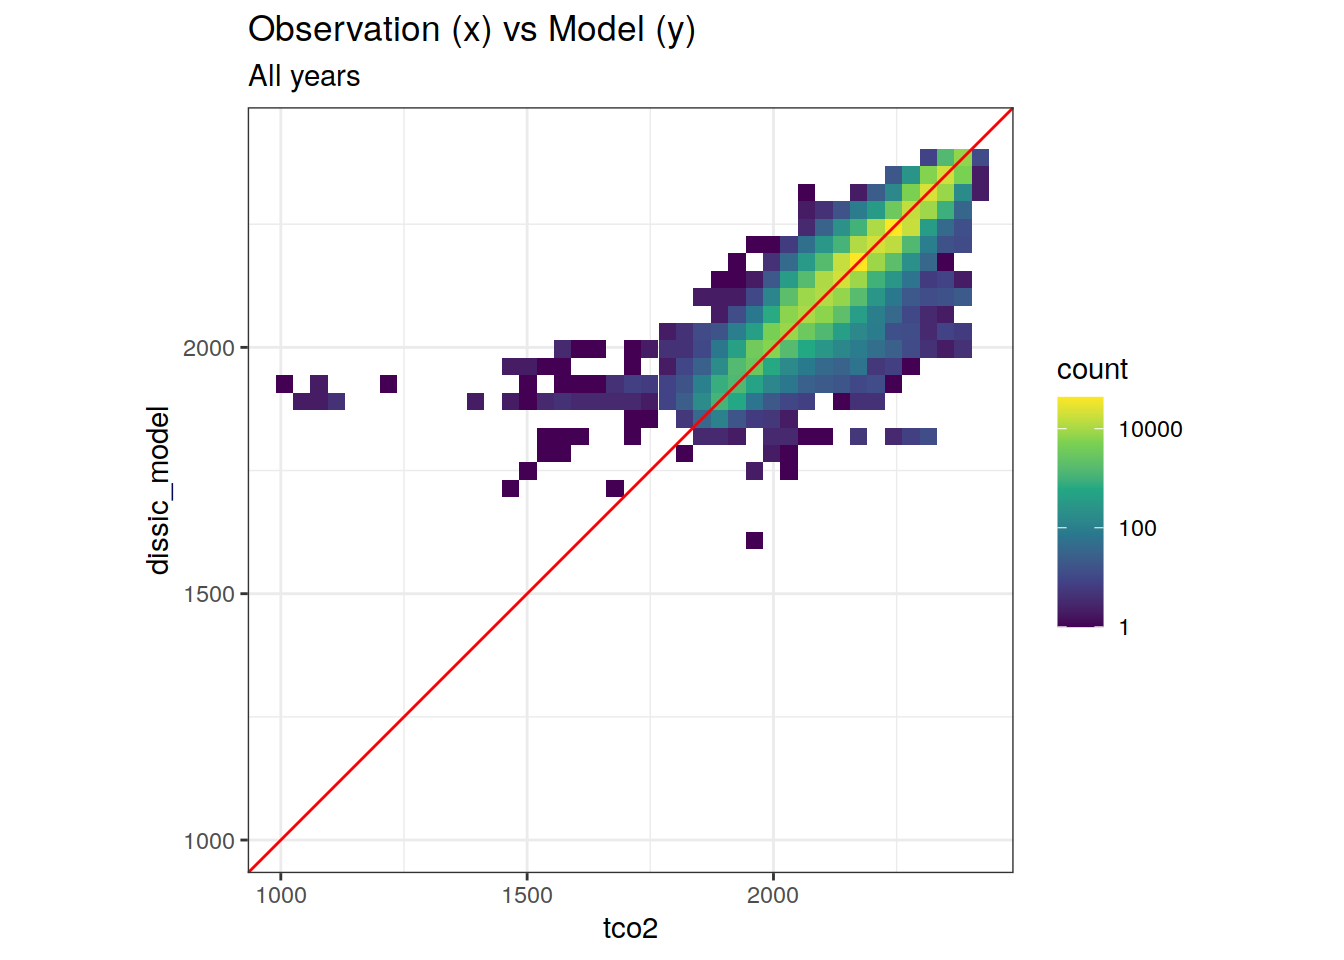 Observation (x) vs Model (y)
All years
dissic_model
2000
1500
1000
1000 1500 2000
tco2
count
10000
100
1